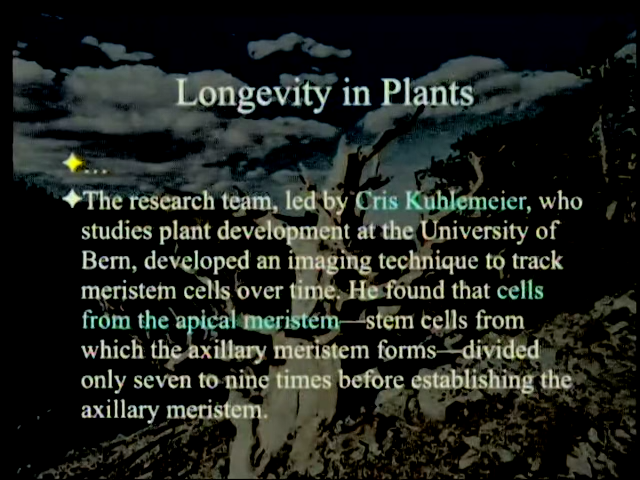 Longevity in Plants
...
The research team, led by Cris Kuhlemeier, who
studies plant development at the University of
Bern, developed an imaging technique to track
meristem cells over time. He found that cells
from the apical meristem—stem cells from
which the axillary meristem forms—divided
only seven to nine times before establishing the
axillary meristem.